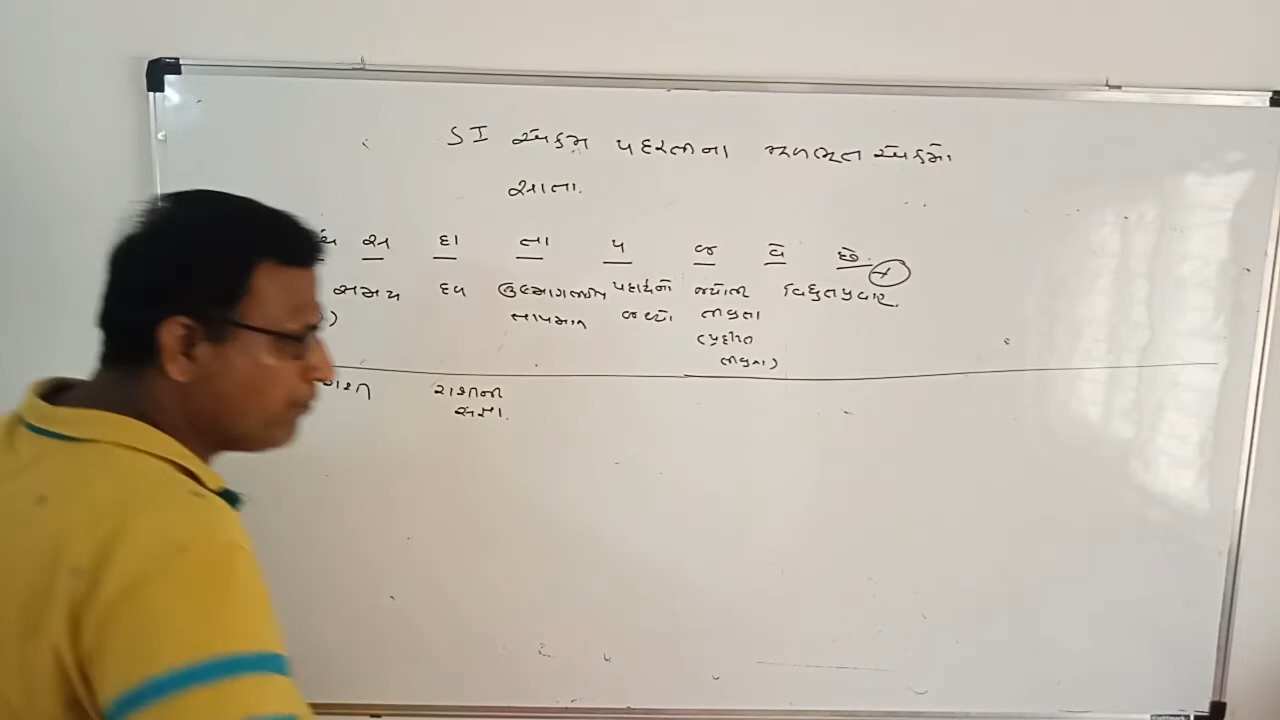 SI એકમ પદ્ધતિના મૂળભૂત એકમો
સાત.
સ દ તા પ જ વે છે.
સમય દળ ઉષ્માગતીય પદાર્થનો જ્યોતિ વિદ્યુતપ્રવાહ.
તાપમાન જથ્થો તીવ્રતા
(પ્રદીપ્ત
તીવ્રતા)
રાશિની
સંજ્ઞા.